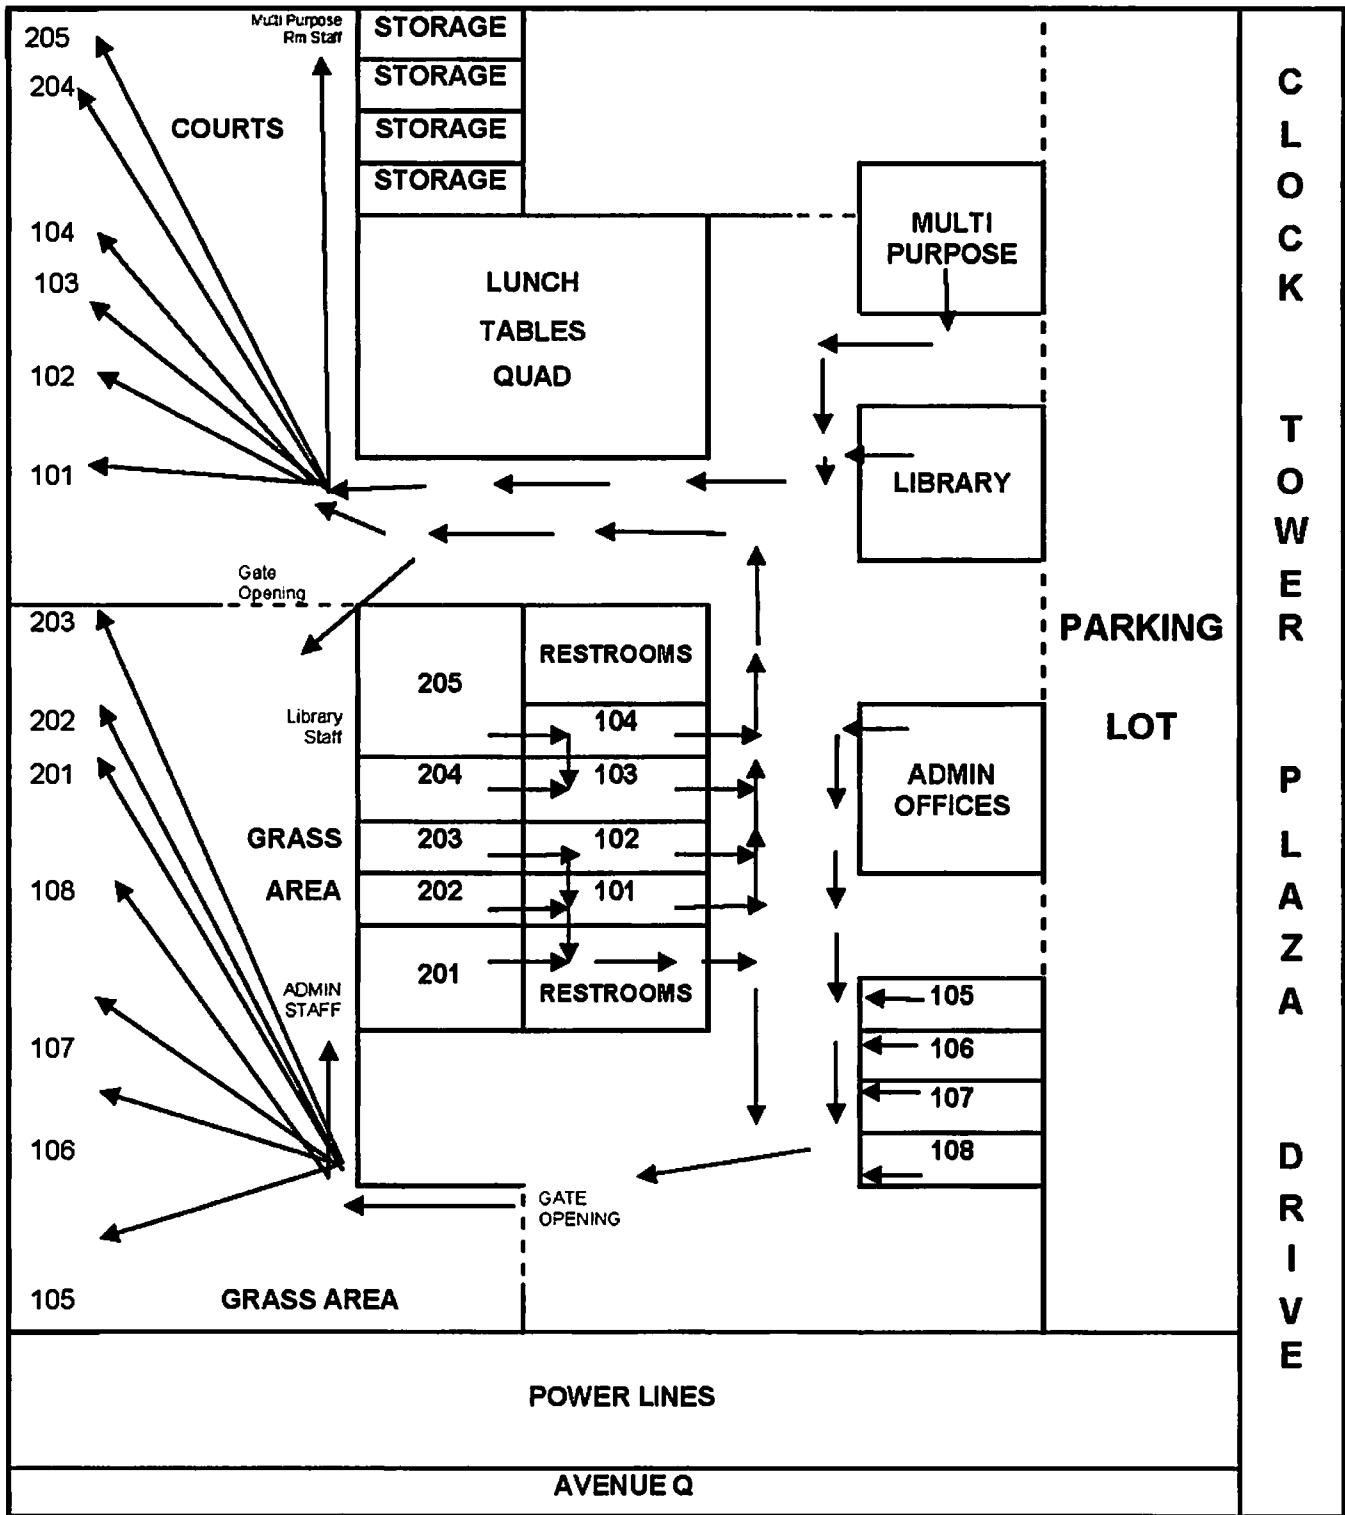 205
204
COURTS
104
103
102
101
Multi Purpose
Rm Staff
STORAGE
STORAGE
STORAGE
STORAGE
LUNCH
TABLES
QUAD
MULTI
PURPOSE
LIBRARY
Gate
Opening
203
202
201
108
107
106
105
Library
Staff
GRASS
AREA
ADMIN
STAFF
205
204
203
202
201
RESTROOMS
104
103
102
101
RESTROOMS
ADMIN
OFFICES
105
106
107
108
GATE
OPENING
GRASS AREA
PARKING
LOT
CLOCK TOWER PLAZA DRIVE
POWER LINES
AVENUE Q